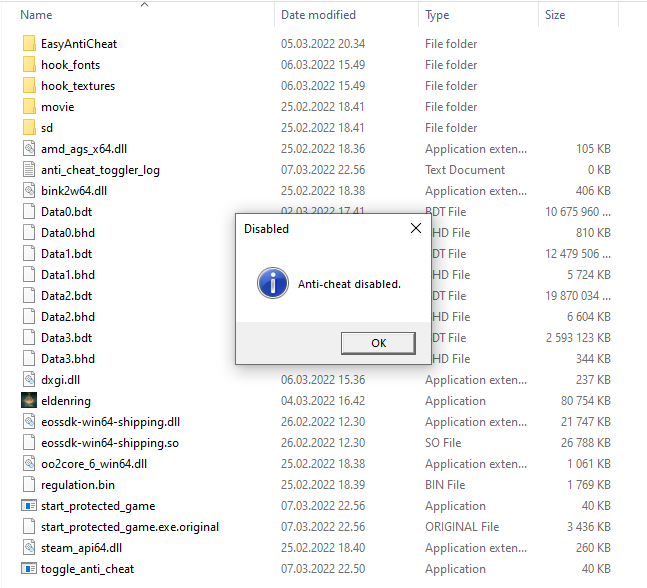 Name Date modified Type Size
EasyAntiCheat 05.03.2022 20.34 File folder
hook_fonts 06.03.2022 15.49 File folder
hook_textures 06.03.2022 15.49 File folder
movie 25.02.2022 18.41 File folder
sd 25.02.2022 18.41 File folder
amd_ags_x64.dll 25.02.2022 18.36 Application exten... 105 KB
anti_cheat_toggler_log 07.03.2022 22.56 Text Document 0 KB
bink2w64.dll 25.02.2022 18.38 Application exten... 406 KB
Data0.bdt 02.03.2022 17.41 BDT File 10 675 960 ...
Data0.bhd HD File 810 KB
Data1.bdt DT File 12 479 506 ...
Data1.bhd HD File 5 724 KB
Data2.bdt DT File 19 870 034 ...
Data2.bhd HD File 6 604 KB
Data3.bdt DT File 2 593 123 KB
Data3.bhd HD File 344 KB
Disabled
Anti-cheat disabled.
OK
dxgi.dll 06.03.2022 15.36 Application exten... 237 KB
eldenring 04.03.2022 16.42 Application 80 754 KB
eossdk-win64-shipping.dll 26.02.2022 12.30 Application exten... 21 747 KB
eossdk-win64-shipping.so 26.02.2022 12.30 SO File 26 788 KB
oo2core_6_win64.dll 25.02.2022 18.38 Application exten... 1 061 KB
regulation.bin 25.02.2022 18.39 BIN File 1 769 KB
start_protected_game 07.03.2022 22.56 Application 40 KB
start_protected_game.exe.original 07.03.2022 22.56 ORIGINAL File 3 436 KB
steam_api64.dll 25.02.2022 18.40 Application exten... 260 KB
toggle_anti_cheat 07.03.2022 22.50 Application 40 KB